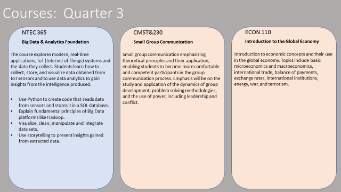 Courses: Quarter 3
NTEC 365
Big Data & Analytics Foundation
The course explores modern, real-time
applications, IoT (Internet of Things) systems and
the data they collect. Students learn how to
collect, store, and visualize data obtained from
IoT sensors and to use data analytics to gain
insights from the intelligence produced.
• Use Python to create code that reads data
from sensors and stores it in a SQL database.
• Explain fundamental principles of Big Data
platforms like Hadoop.
• Visualize, clean, manipulate and integrate
data sets.
• Use storytelling to present insights gained
from extracted data.
CMST&230
Small Group Communication
Small group communication emphasizing
theoretical principles and their application,
enabling students to become more comfortable
and competent participants in the group
communication process. Emphasis will be on the
study and application of the dynamics of group
development, problem solving methodologies,
and the use of power, including leadership and
conflict.
ECON 110
Introduction to the Global Economy
Introduction to economic concepts and their use
in the global economy. Topics include basic
microeconomics and macroeconomics,
international trade, balance of payments,
exchange rates, international institutions,
energy, war, and terrorism.